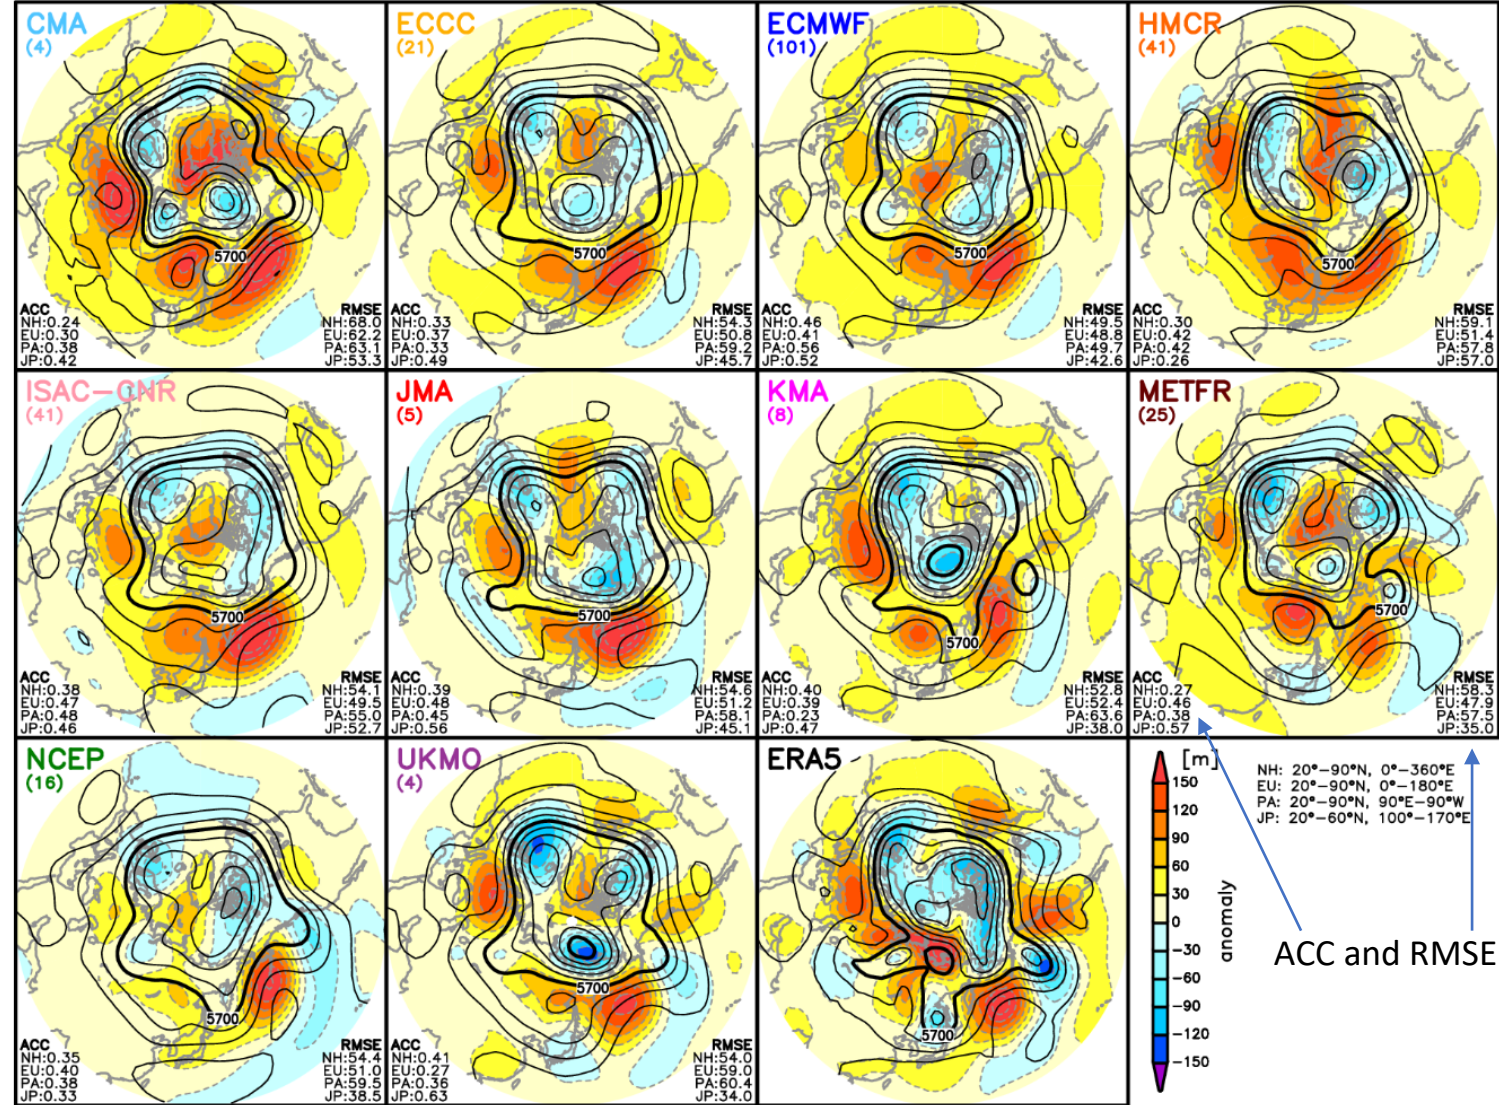 CMA
(4)
5700
ACC
NH:0.24
EU:0.30
PA:0.38
JP:0.42
RMSE
NH:68.0
EU:62.2
PA:63.1
JP:53.3
ECCC
(21)
5700
ACC
NH:0.33
EU:0.37
PA:0.33
JP:0.49
RMSE
NH:54.3
EU:50.8
PA:59.2
JP:45.7
ECMWF
(101)
5700
ACC
NH:0.46
EU:0.41
PA:0.56
JP:0.52
RMSE
NH:49.5
EU:48.8
PA:49.7
JP:42.6
HMCR
(41)
5700
ACC
NH:0.30
EU:0.42
PA:0.42
JP:0.26
RMSE
NH:59.1
EU:51.4
PA:57.8
JP:57.0
ISAC-CNR
(41)
5700
ACC
NH:0.38
EU:0.47
PA:0.48
JP:0.46
RMSE
NH:54.1
EU:49.5
PA:55.0
JP:52.7
JMA
(5)
5700
ACC
NH:0.39
EU:0.48
PA:0.45
JP:0.56
RMSE
NH:54.6
EU:51.2
PA:58.1
JP:45.1
KMA
(8)
5700
ACC
NH:0.40
EU:0.39
PA:0.23
JP:0.47
RMSE
NH:52.8
EU:52.4
PA:63.6
JP:38.0
METFR
(25)
5700
ACC
NH:0.27
EU:0.46
PA:0.38
JP:0.57
RMSE
NH:58.3
EU:47.9
PA:57.5
JP:35.0
NCEP
(16)
5700
ACC
NH:0.35
EU:0.40
PA:0.38
JP:0.33
RMSE
NH:54.4
EU:51.0
PA:59.5
JP:38.5
UKMO
(4)
5700
ACC
NH:0.41
EU:0.27
PA:0.36
JP:0.63
RMSE
NH:54.0
EU:59.0
PA:60.4
JP:34.0
ERA5
5700
[m]
150
120
90
60
30
0
-30
-60
-90
-120
-150
anomaly
NH: 20°-90°N, 0°-360°E
EU: 20°-90°N, 0°-180°E
PA: 20°-90°N, 90°E-90°W
JP: 20°-60°N, 100°-170°E
ACC and RMSE